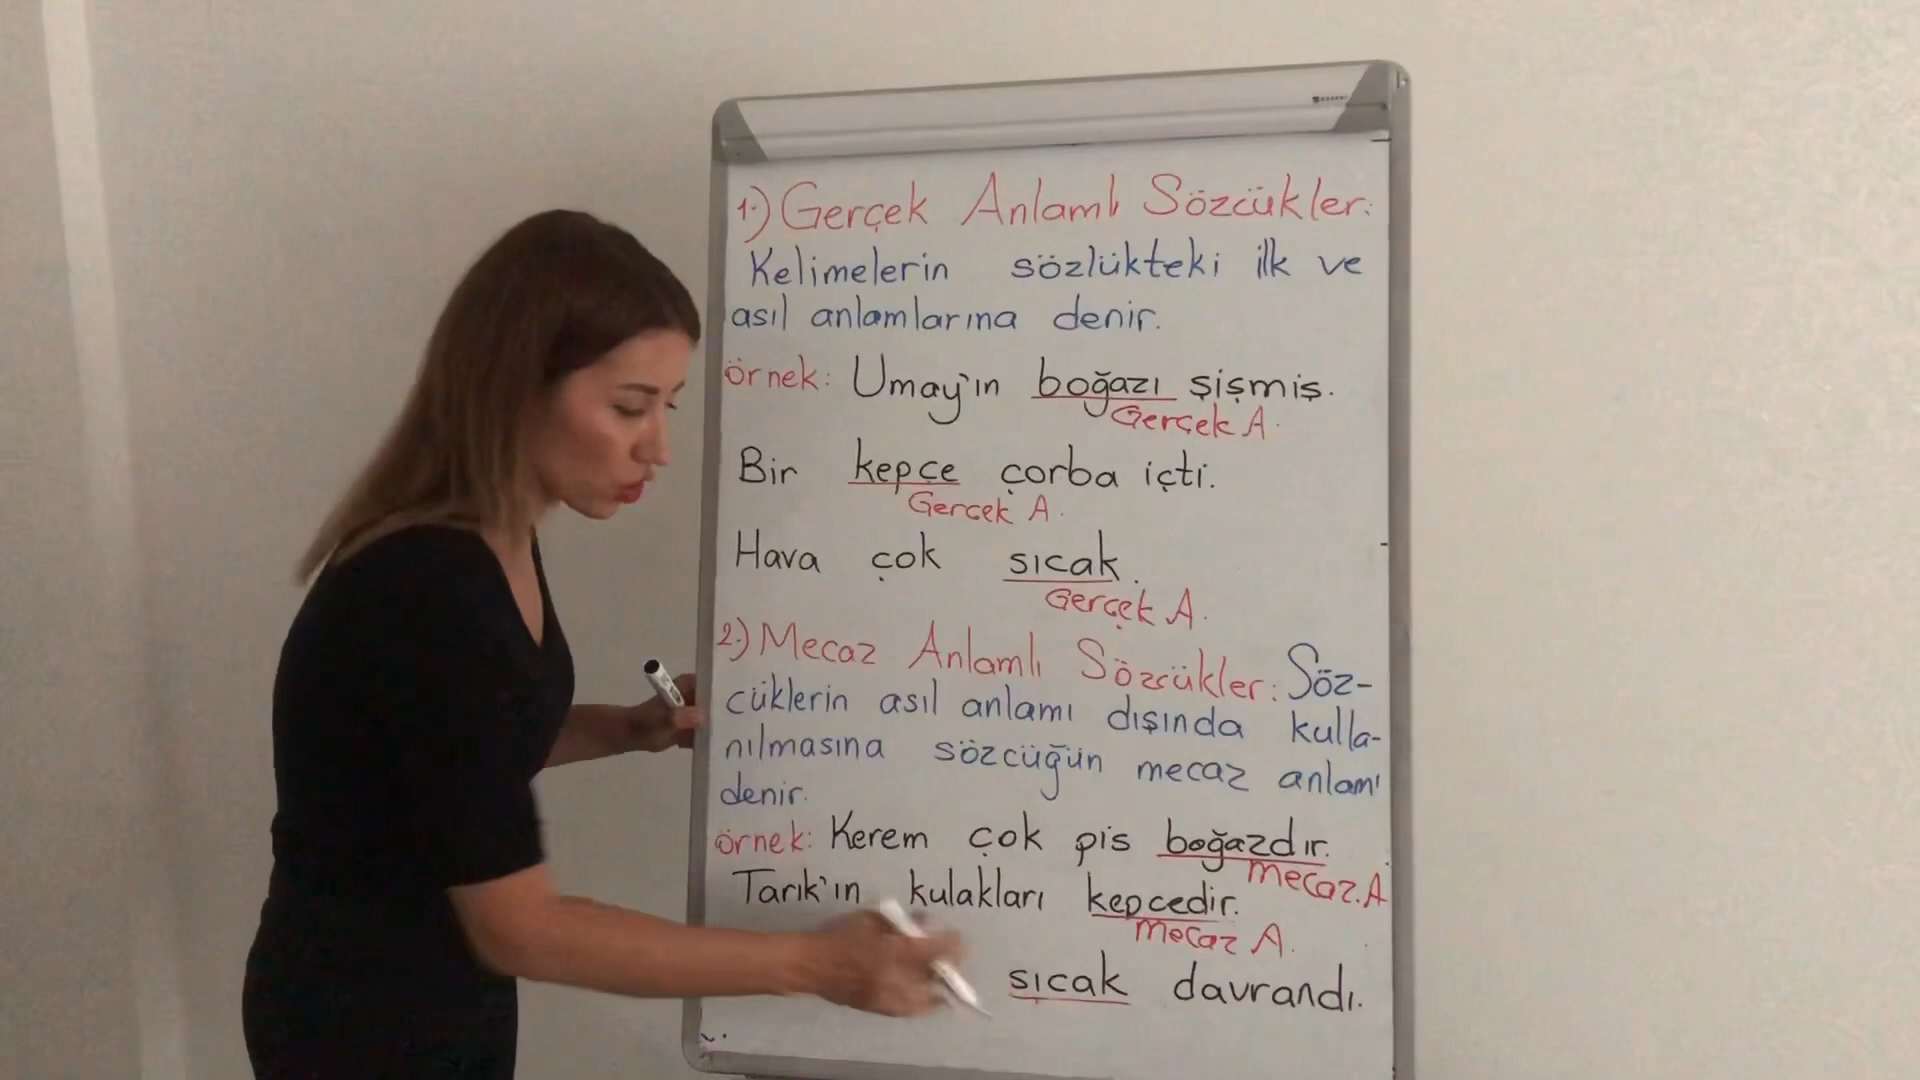 1.) Gerçek Anlamlı Sözcükler:
Kelimelerin sözlükteki ilk ve
asıl anlamlarına denir.
örnek: Umay'ın boğazı şişmiş.
Gerçek A.
Bir kepçe çorba içti.
Gerçek A.
Hava çok sıcak.
Gerçek A.
2.) Mecaz Anlamlı Sözcükler: Söz-
cüklerin asıl anlamı dışında kulla-
nılmasına sözcüğün mecaz anlamı
denir.
örnek: Kerem çok pis boğazdır.
Mecaz. A
Tarık'ın kulakları kepçedir.
Mecaz A.
sıcak davrandı.